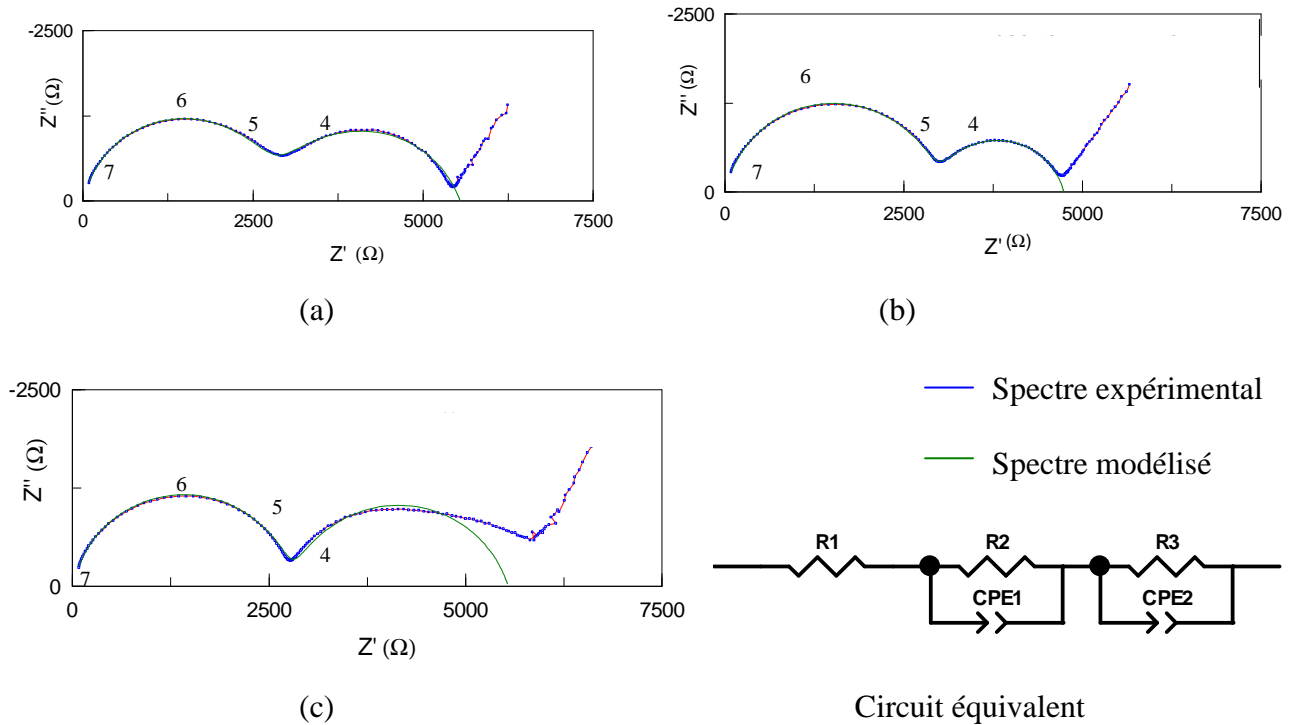 -2500
Z'' (Ω)
6
5
4
7
0
0
2500
5000
7500
Z' (Ω)
(a)
-2500
Z'' (Ω)
6
5
4
7
0
0
2500
5000
7500
Z' (Ω)
(b)
-2500
Z'' (Ω)
6
5
4
7
0
0
2500
5000
7500
Z' (Ω)
(c)
Spectre expérimental
Spectre modélisé
R1
R2
R3
CPE1
CPE2
Circuit équivalent